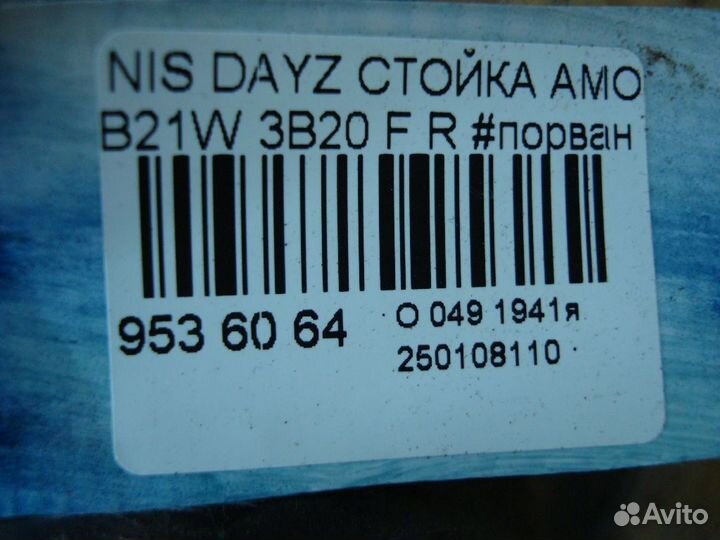 NIS DAYZ СТОЙКА АМО
B21W 3B20 F R #порван
953 60 64
O 049 1941я
250108110
Avito